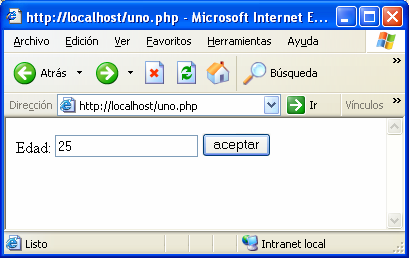 http://localhost/uno.php - Microsoft Internet E...
Archivo Edición Ver Favoritos Herramientas Ayuda
Atrás Búsqueda
Dirección http://localhost/uno.php Ir Vínculos
Edad: 25 aceptar
Listo Intranet local